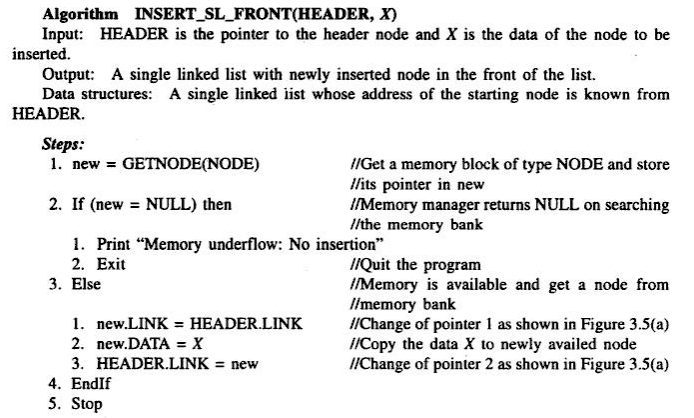 Algorithm INSERT_SL_FRONT(HEADER, X)
Input: HEADER is the pointer to the header node and X is the data of the node to be
inserted.
Output: A single linked list with newly inserted node in the front of the list.
Data structures: A single linked list whose address of the starting node is known from
HEADER.
Steps:
1. new = GETNODE(NODE) //Get a memory block of type NODE and store
//its pointer in new
2. If (new = NULL) then //Memory manager returns NULL on searching
//the memory bank
1. Print “Memory underflow: No insertion”
2. Exit //Quit the program
3. Else //Memory is available and get a node from
//memory bank
1. new.LINK = HEADER.LINK //Change of pointer 1 as shown in Figure 3.5(a)
2. new.DATA = X //Copy the data X to newly availed node
3. HEADER.LINK = new //Change of pointer 2 as shown in Figure 3.5(a)
4. EndIf
5. Stop